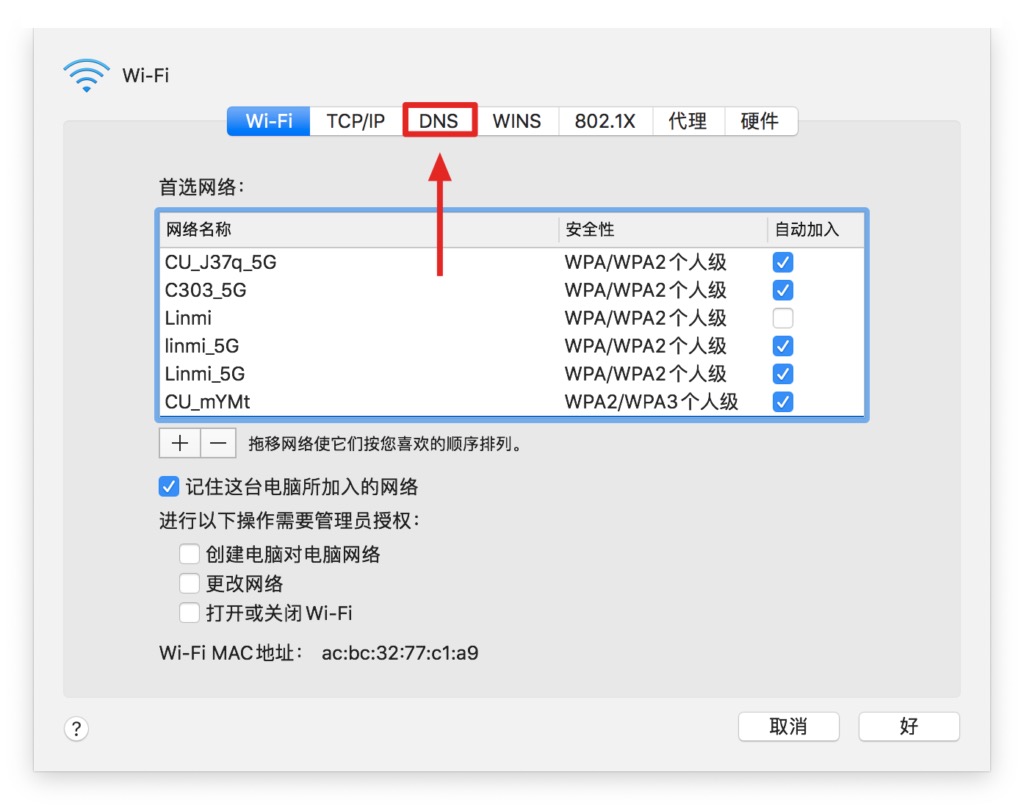 Wi-Fi
Wi-Fi TCP/IP DNS WINS 802.1X 代理 硬件
首选网络：
网络名称 安全性 自动加入
CU_J37q_5G WPA/WPA2个人级
C303_5G WPA/WPA2个人级
Linmi WPA/WPA2个人级
linmi_5G WPA/WPA2个人级
Linmi_5G WPA/WPA2个人级
CU_mYMt WPA2/WPA3个人级
+ − 拖移网络使它们按您喜欢的顺序排列。
记住这台电脑所加入的网络
进行以下操作需要管理员授权：
创建电脑对电脑网络
更改网络
打开或关闭 Wi-Fi
Wi-Fi MAC地址： ac:bc:32:77:c1:a9
? 取消 好